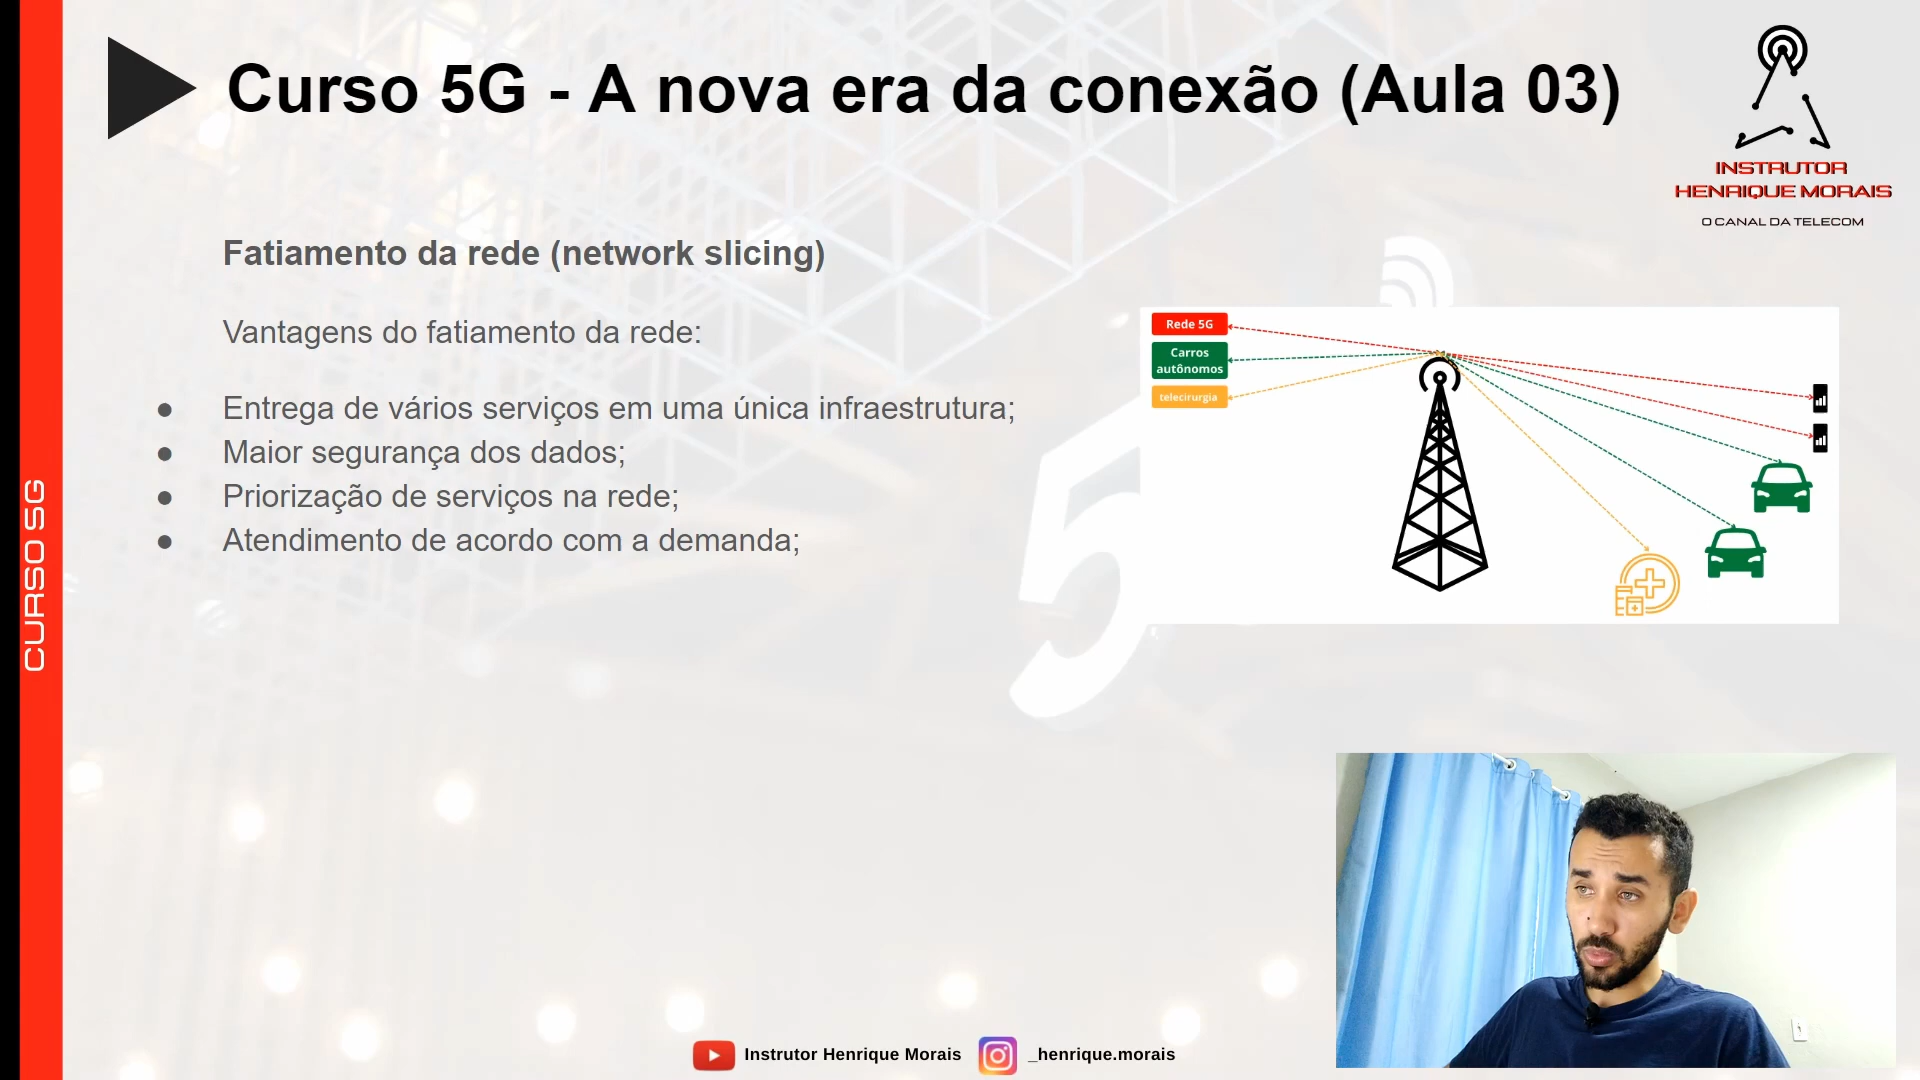 Curso 5G - A nova era da conexão (Aula 03)
INSTRUTOR
HENRIQUE MORAIS
O CANAL DA TELECOM
Fatiamento da rede (network slicing)
Vantagens do fatiamento da rede:
● Entrega de vários serviços em uma única infraestrutura;
● Maior segurança dos dados;
● Priorização de serviços na rede;
● Atendimento de acordo com a demanda;
Rede 5G
Carros
autônomos
telecirurgia
5
CURSO 5G
Instrutor Henrique Morais
_henrique.morais